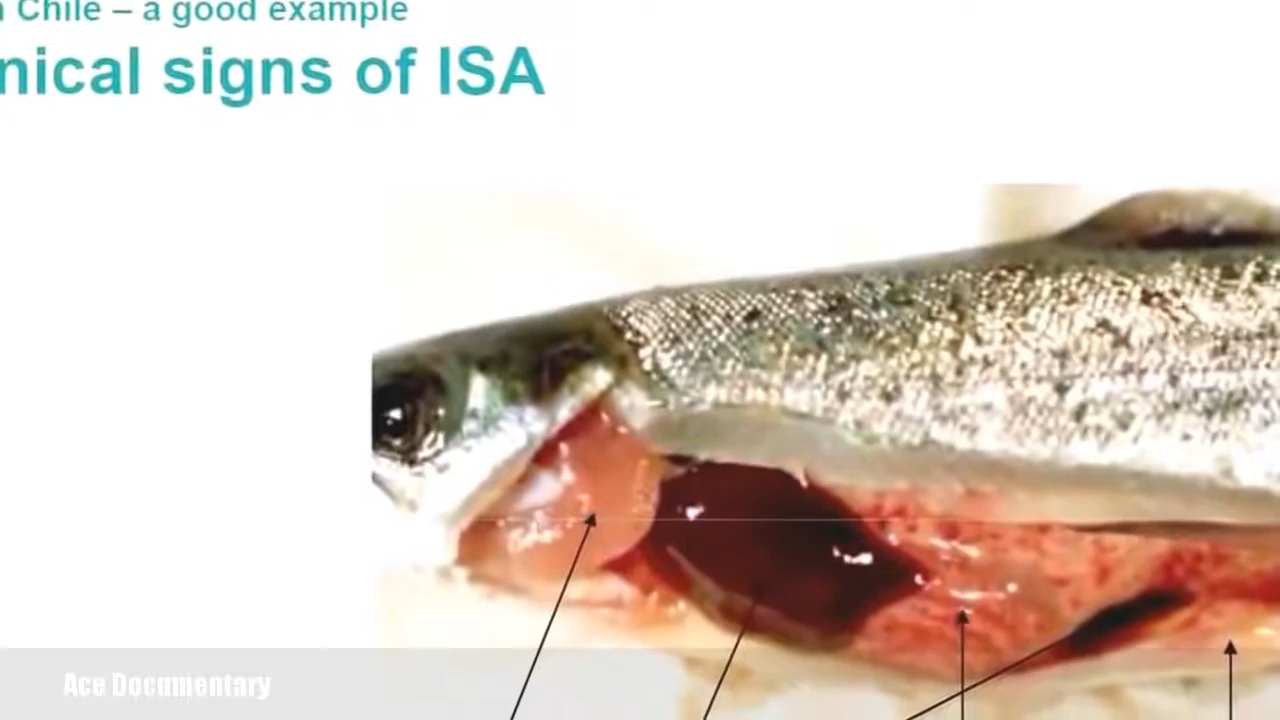 Chile – a good example
nical signs of ISA
Ace Documentary